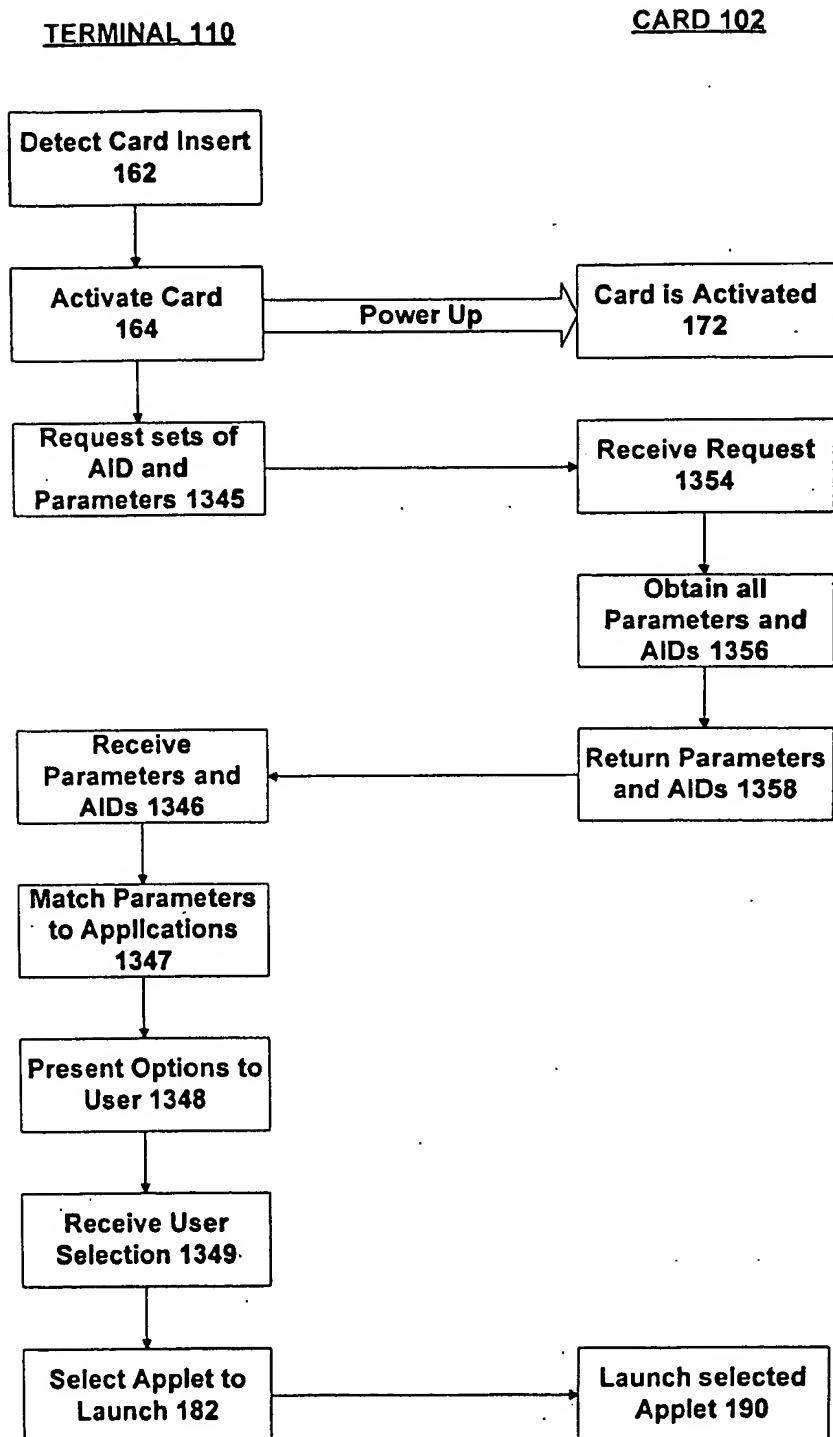 TERMINAL 110
CARD 102
Detect Card Insert
162
Activate Card
164
Power Up
Card is Activated
172
Request sets of
AID and
Parameters 1345
Receive Request
1354
Obtain all
Parameters and
AIDs 1356
Receive
Parameters and
AIDs 1346
Return Parameters
and AIDs 1358
Match Parameters
to Applications
1347
Present Options to
User 1348
Receive User
Selection 1349
Select Applet to
Launch 182
Launch selected
Applet 190